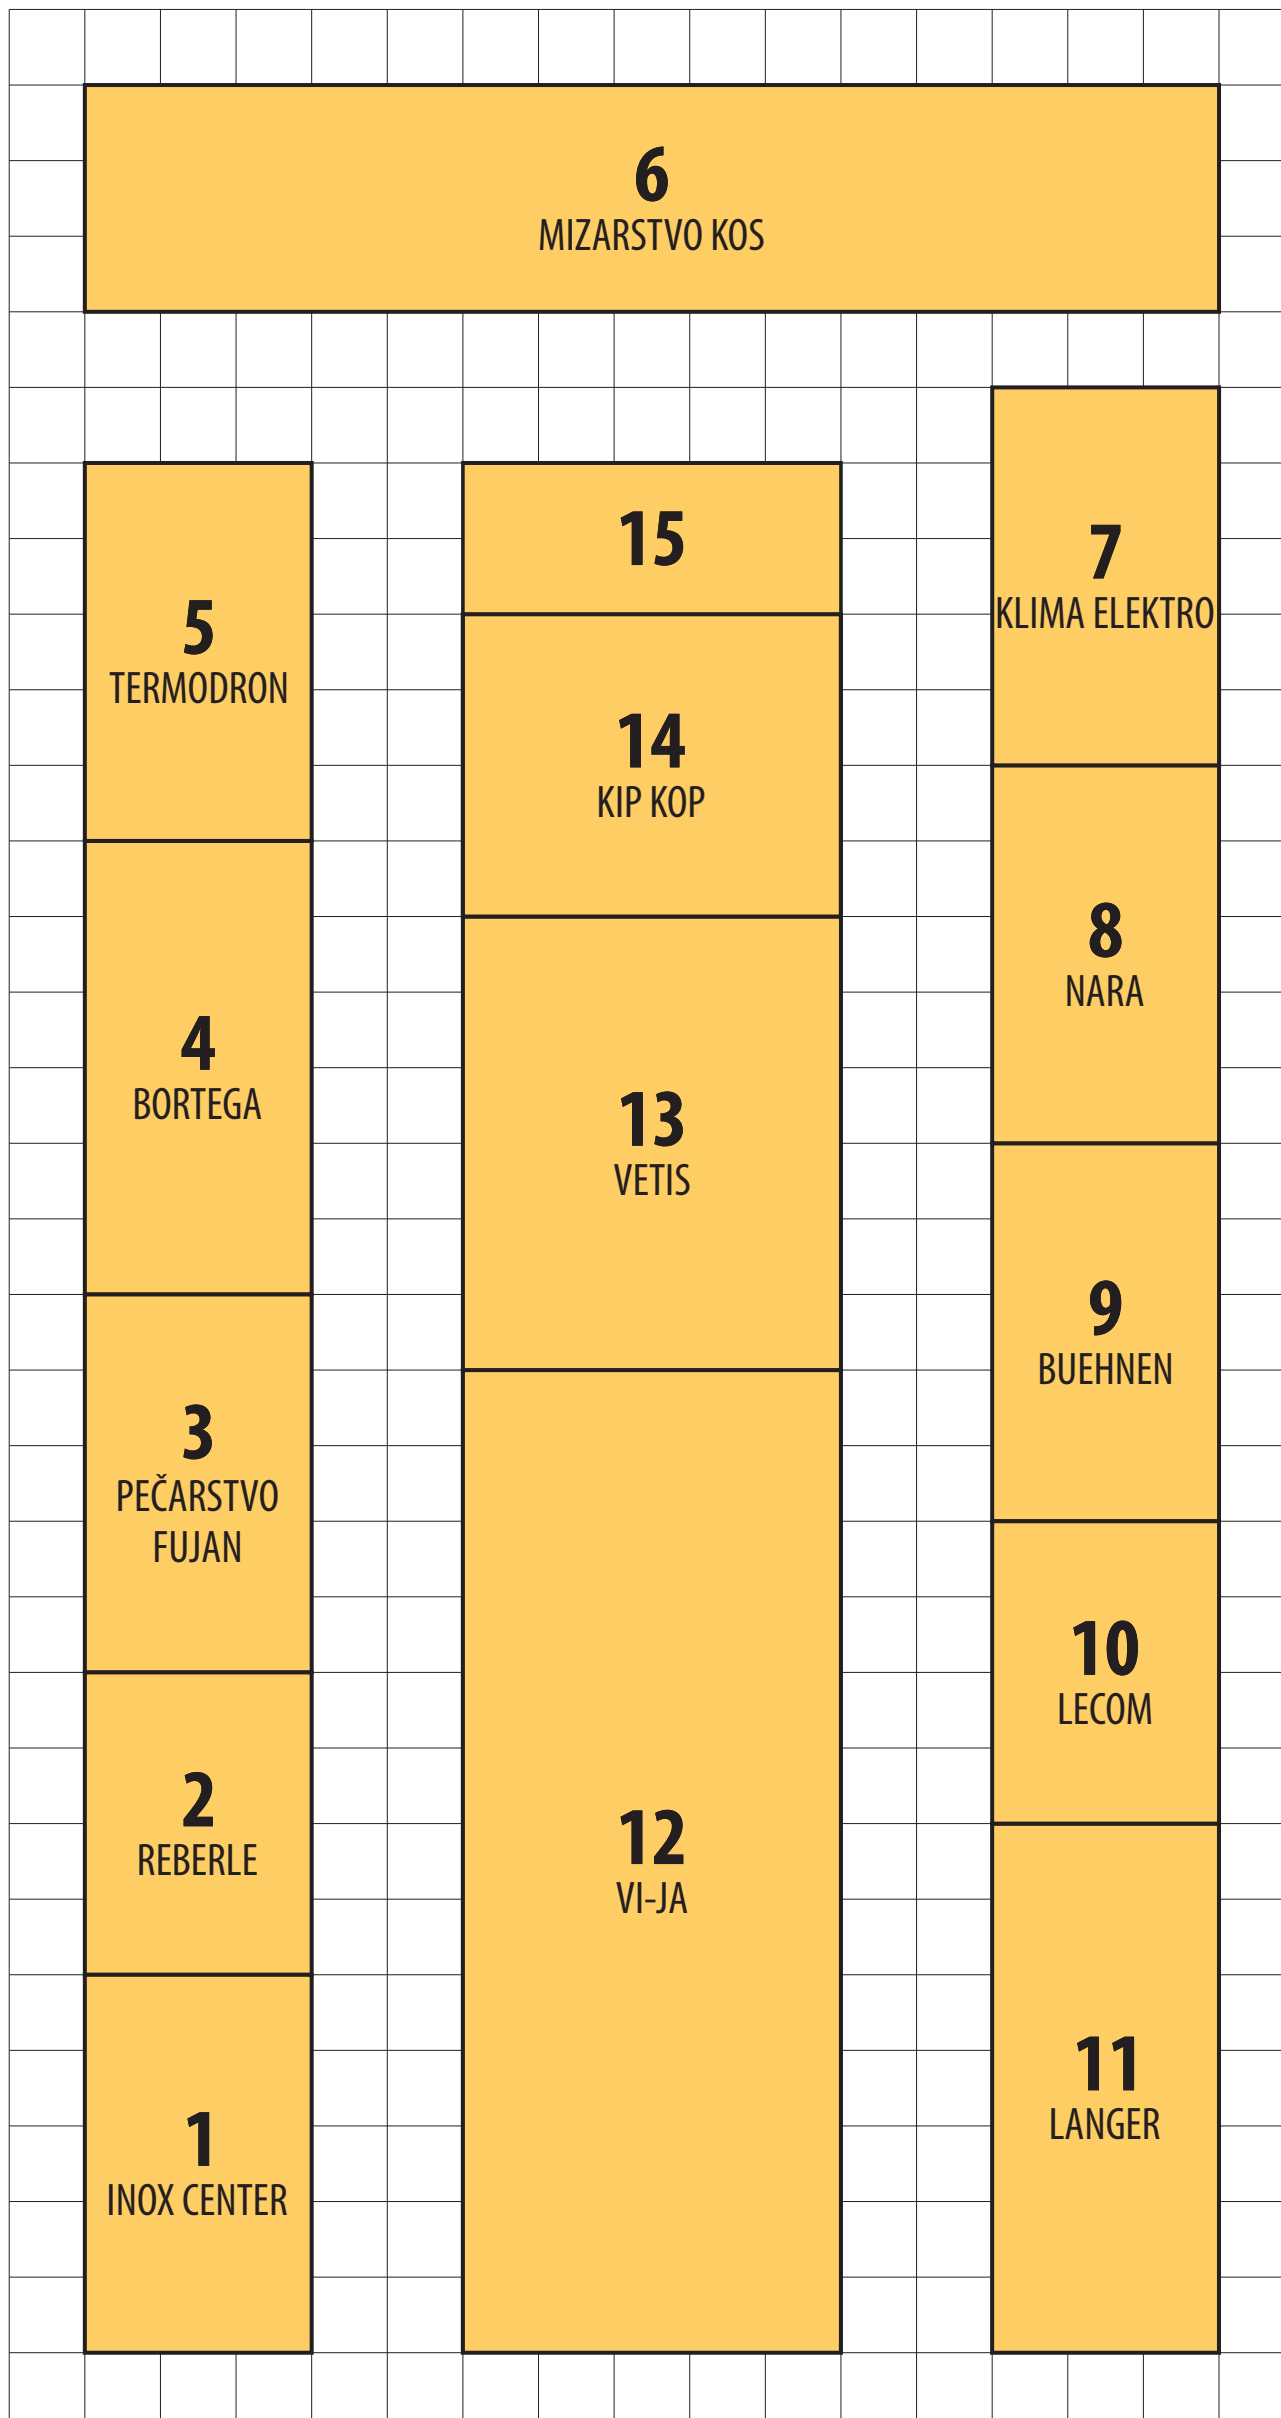 6
MIZARSTVO KOS
5
TERMODRON
4
BORTEGA
3
PEČARSTVO
FUJAN
2
REBERLE
1
INOX CENTER
15
14
KIP KOP
13
VETIS
12
VI-JA
7
KLIMA ELEKTRO
8
NARA
9
BUEHNEN
10
LECOM
11
LANGER